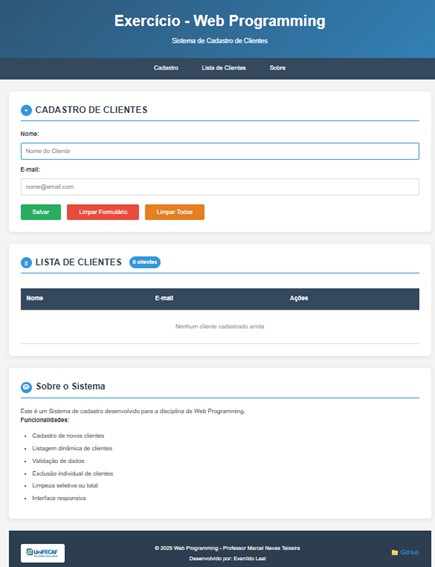 Exercício - Web Programming
Sistema de Cadastro de Clientes
Cadastro Lista de Clientes Sobre
CADASTRO DE CLIENTES
Nome:
Nome do Cliente
E-mail:
nome@email.com
Salvar Limpar Formulário Limpar Todos
LISTA DE CLIENTES 0 clientes
Nome E-mail Ações
Nenhum cliente cadastrado ainda
Sobre o Sistema
Este é um Sistema de cadastro desenvolvido para a disciplina de Web Programming.
Funcionalidades:
• Cadastro de novos clientes
• Listagem dinâmica de clientes
• Validação de dados
• Exclusão individual de clientes
• Limpeza seletiva ou total
• Interface responsiva
UniFECAF
© 2025 Web Programming - Professor Marcel Neves Teixeira
Desenvolvido por: Evanildo Leal
GitHub